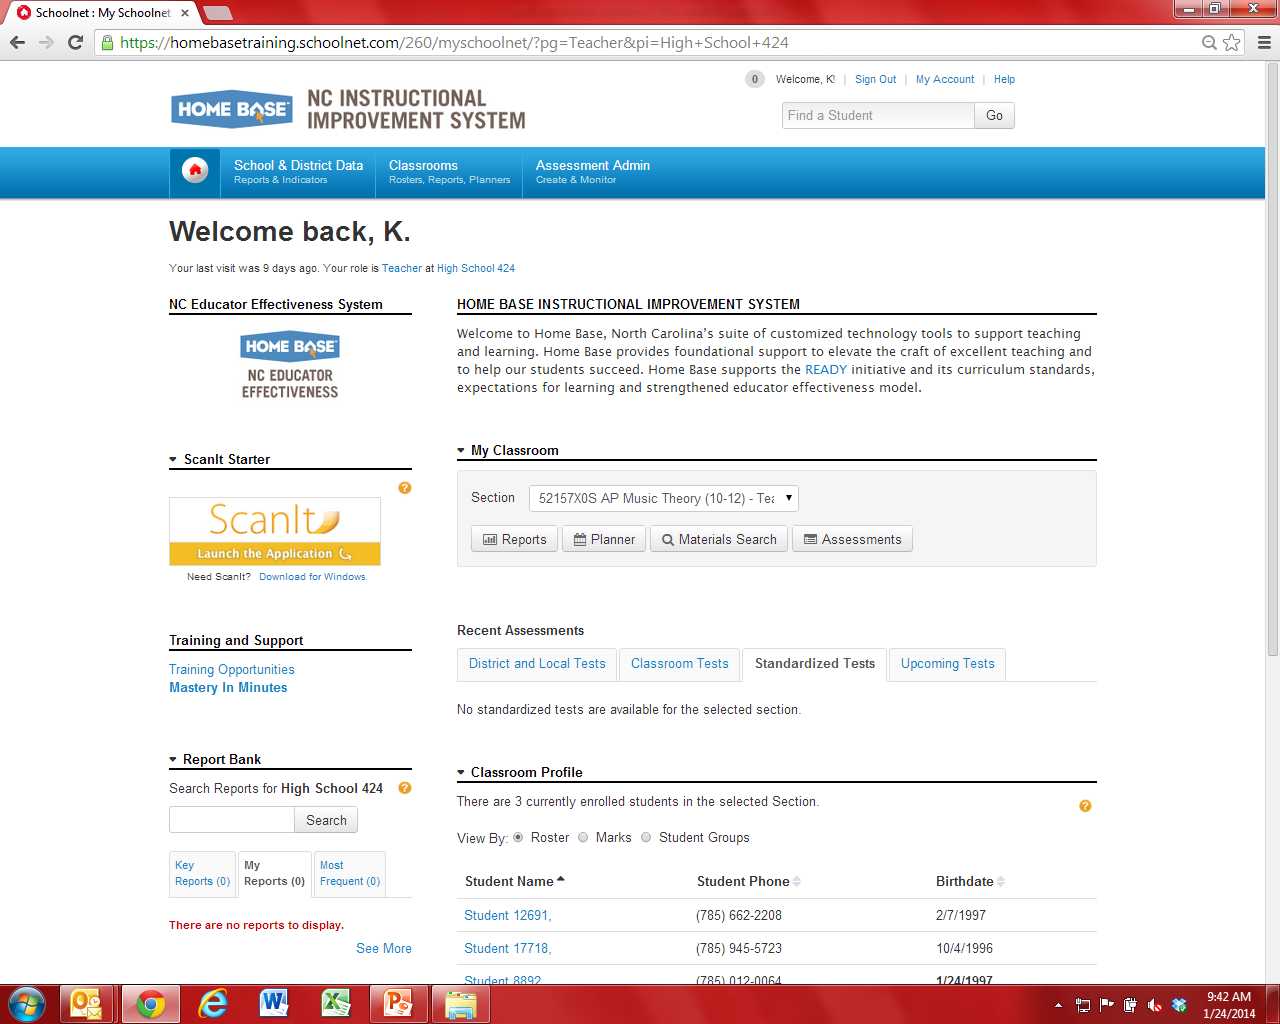 Schoolnet : My Schoolnet
https://homebasetraining.schoolnet.com/260/myschoolnet/?pg=Teacher&pi=High+School+424
0 Welcome, K! | Sign Out | My Account | Help
HOME BASE
NC INSTRUCTIONAL
IMPROVEMENT SYSTEM
Find a Student Go
School & District Data
Reports & Indicators
Classrooms
Rosters, Reports, Planners
Assessment Admin
Create & Monitor
Welcome back, K.
Your last visit was 9 days ago. Your role is Teacher at High School 424
NC Educator Effectiveness System
HOME BASE
NC EDUCATOR
EFFECTIVENESS
ScanIt Starter
ScanIt
Launch the Application
Need ScanIt? Download for Windows.
Training and Support
Training Opportunities
Mastery In Minutes
Report Bank
Search Reports for High School 424
Search
Key
Reports (0)
My
Reports (0)
Most
Frequent (0)
There are no reports to display.
See More
HOME BASE INSTRUCTIONAL IMPROVEMENT SYSTEM
Welcome to Home Base, North Carolina's suite of customized technology tools to support teaching
and learning. Home Base provides foundational support to elevate the craft of excellent teaching and
to help our students succeed. Home Base supports the READY initiative and its curriculum standards,
expectations for learning and strengthened educator effectiveness model.
My Classroom
Section 52157X0S AP Music Theory (10-12) - Tea
Reports Planner Materials Search Assessments
Recent Assessments
District and Local Tests Classroom Tests Standardized Tests Upcoming Tests
No standardized tests are available for the selected section.
Classroom Profile
There are 3 currently enrolled students in the selected Section.
View By: Roster Marks Student Groups
Student Name Student Phone Birthdate
Student 12691, (785) 662-2208 2/7/1997
Student 17718, (785) 945-5723 10/4/1996
Student 8892 (785) 012-0064 1/24/1997
9:42 AM
1/24/2014